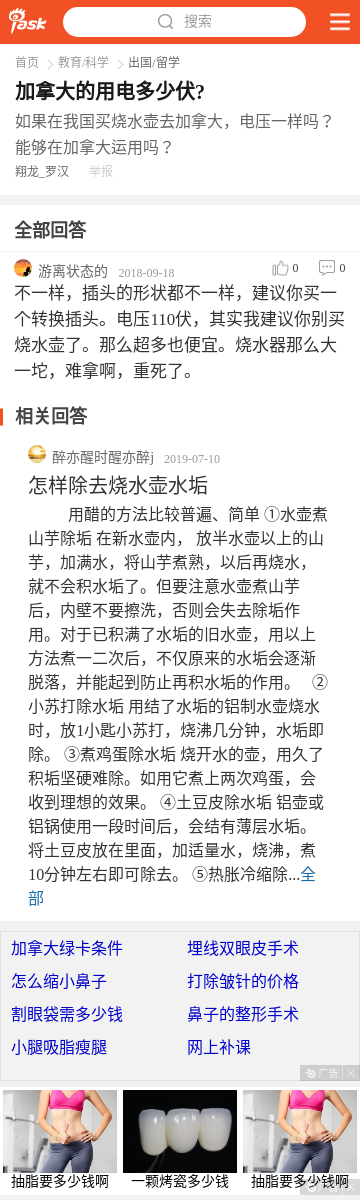 iask
搜索
首页 > 教育/科学 > 出国/留学
加拿大的用电多少伏?
如果在我国买烧水壶去加拿大，电压一样吗？
能够在加拿大运用吗？
翔龙_罗汉 举报
全部回答
游离状态的 2018-09-18 0 0
不一样，插头的形状都不一样，建议你买一
个转换插头。电压110伏，其实我建议你别买
烧水壶了。那么超多也便宜。烧水器那么大
一坨，难拿啊，重死了。
相关回答
醉亦醒时醒亦醉j 2019-07-10
怎样除去烧水壶水垢
用醋的方法比较普遍、简单 ①水壶煮
山芋除垢 在新水壶内， 放半水壶以上的山
芋，加满水，将山芋煮熟，以后再烧水，
就不会积水垢了。但要注意水壶煮山芋
后，内壁不要擦洗，否则会失去除垢作
用。对于已积满了水垢的旧水壶，用以上
方法煮一二次后，不仅原来的水垢会逐渐
脱落，并能起到防止再积水垢的作用。 ②
小苏打除水垢 用结了水垢的铝制水壶烧水
时，放1小匙小苏打，烧沸几分钟，水垢即
除。 ③煮鸡蛋除水垢 烧开水的壶，用久了
积垢坚硬难除。如用它煮上两次鸡蛋，会
收到理想的效果。 ④土豆皮除水垢 铝壶或
铝锅使用一段时间后，会结有薄层水垢。
将土豆皮放在里面，加适量水，烧沸，煮
10分钟左右即可除去。 ⑤热胀冷缩除...全
部
加拿大绿卡条件 埋线双眼皮手术
怎么缩小鼻子 打除皱针的价格
割眼袋需多少钱 鼻子的整形手术
小腿吸脂瘦腿 网上补课
广告
抽脂要多少钱啊 一颗烤瓷多少钱 抽脂要多少钱啊